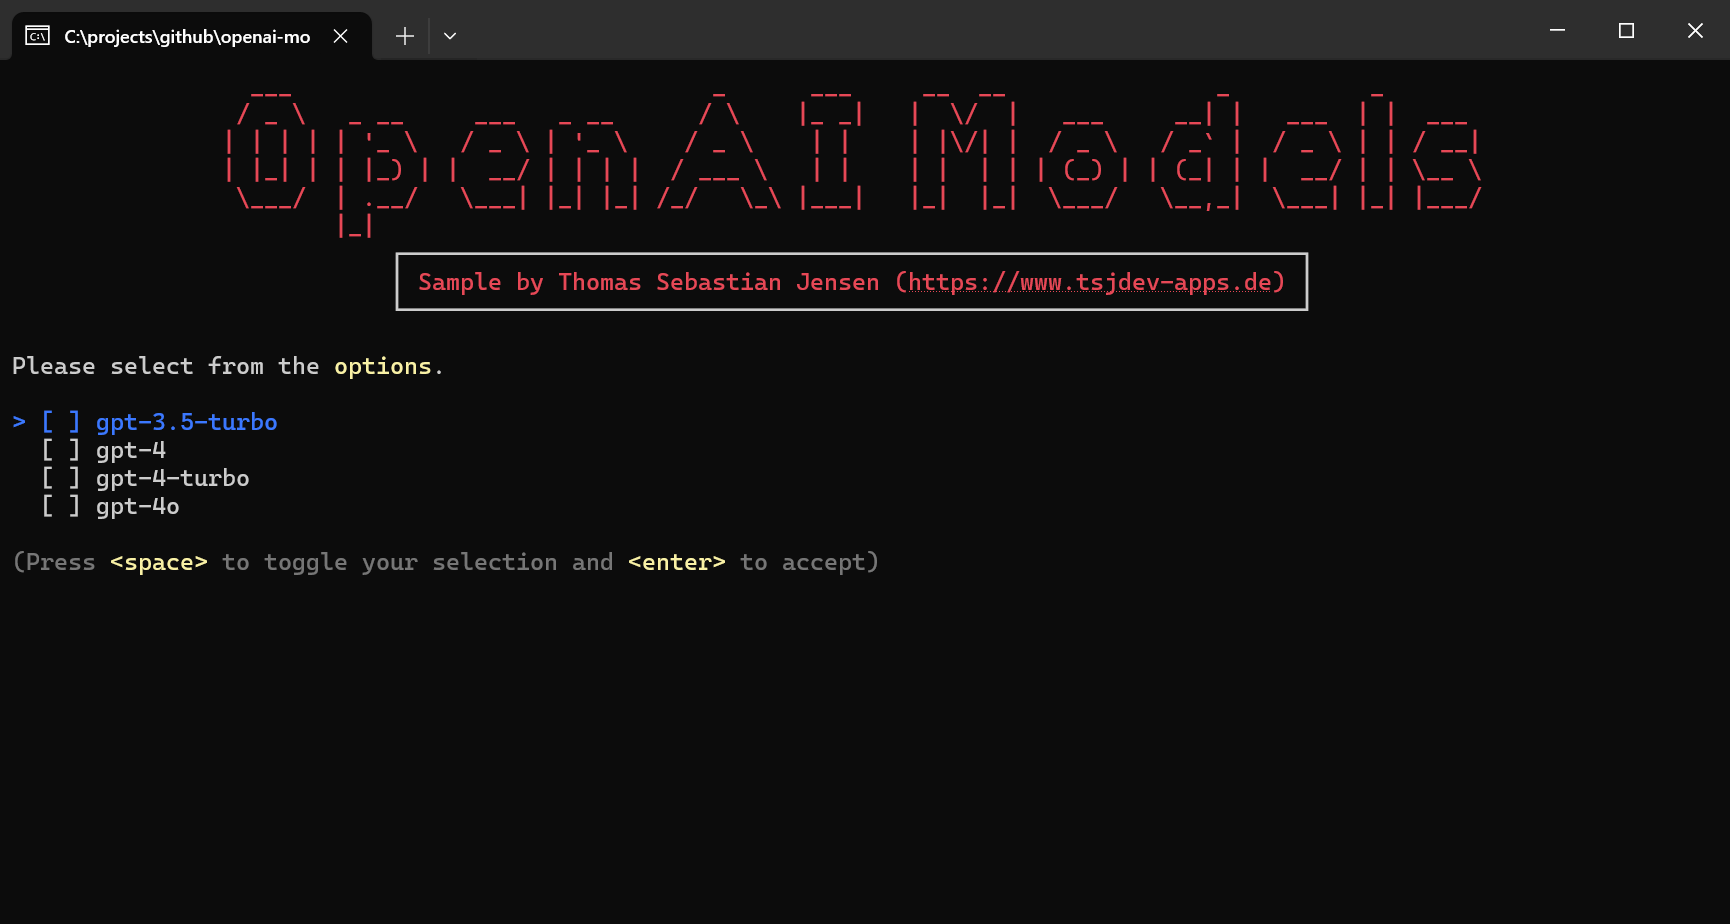 C:\projects\github\openai-mo
OpenAI Models
Sample by Thomas Sebastian Jensen (https://www.tsjdev-apps.de)
Please select from the options.
> [ ] gpt-3.5-turbo
[ ] gpt-4
[ ] gpt-4-turbo
[ ] gpt-4o
(Press <space> to toggle your selection and <enter> to accept)